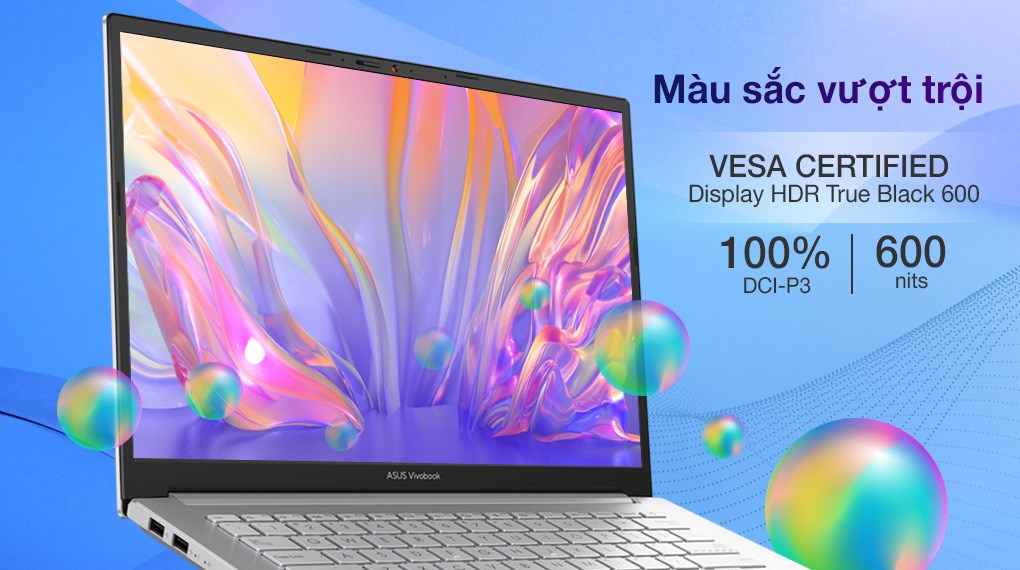 Màu sắc vượt trội
VESA CERTIFIED
Display HDR True Black 600
100%
DCI-P3
600
nits
ASUS Vivobook